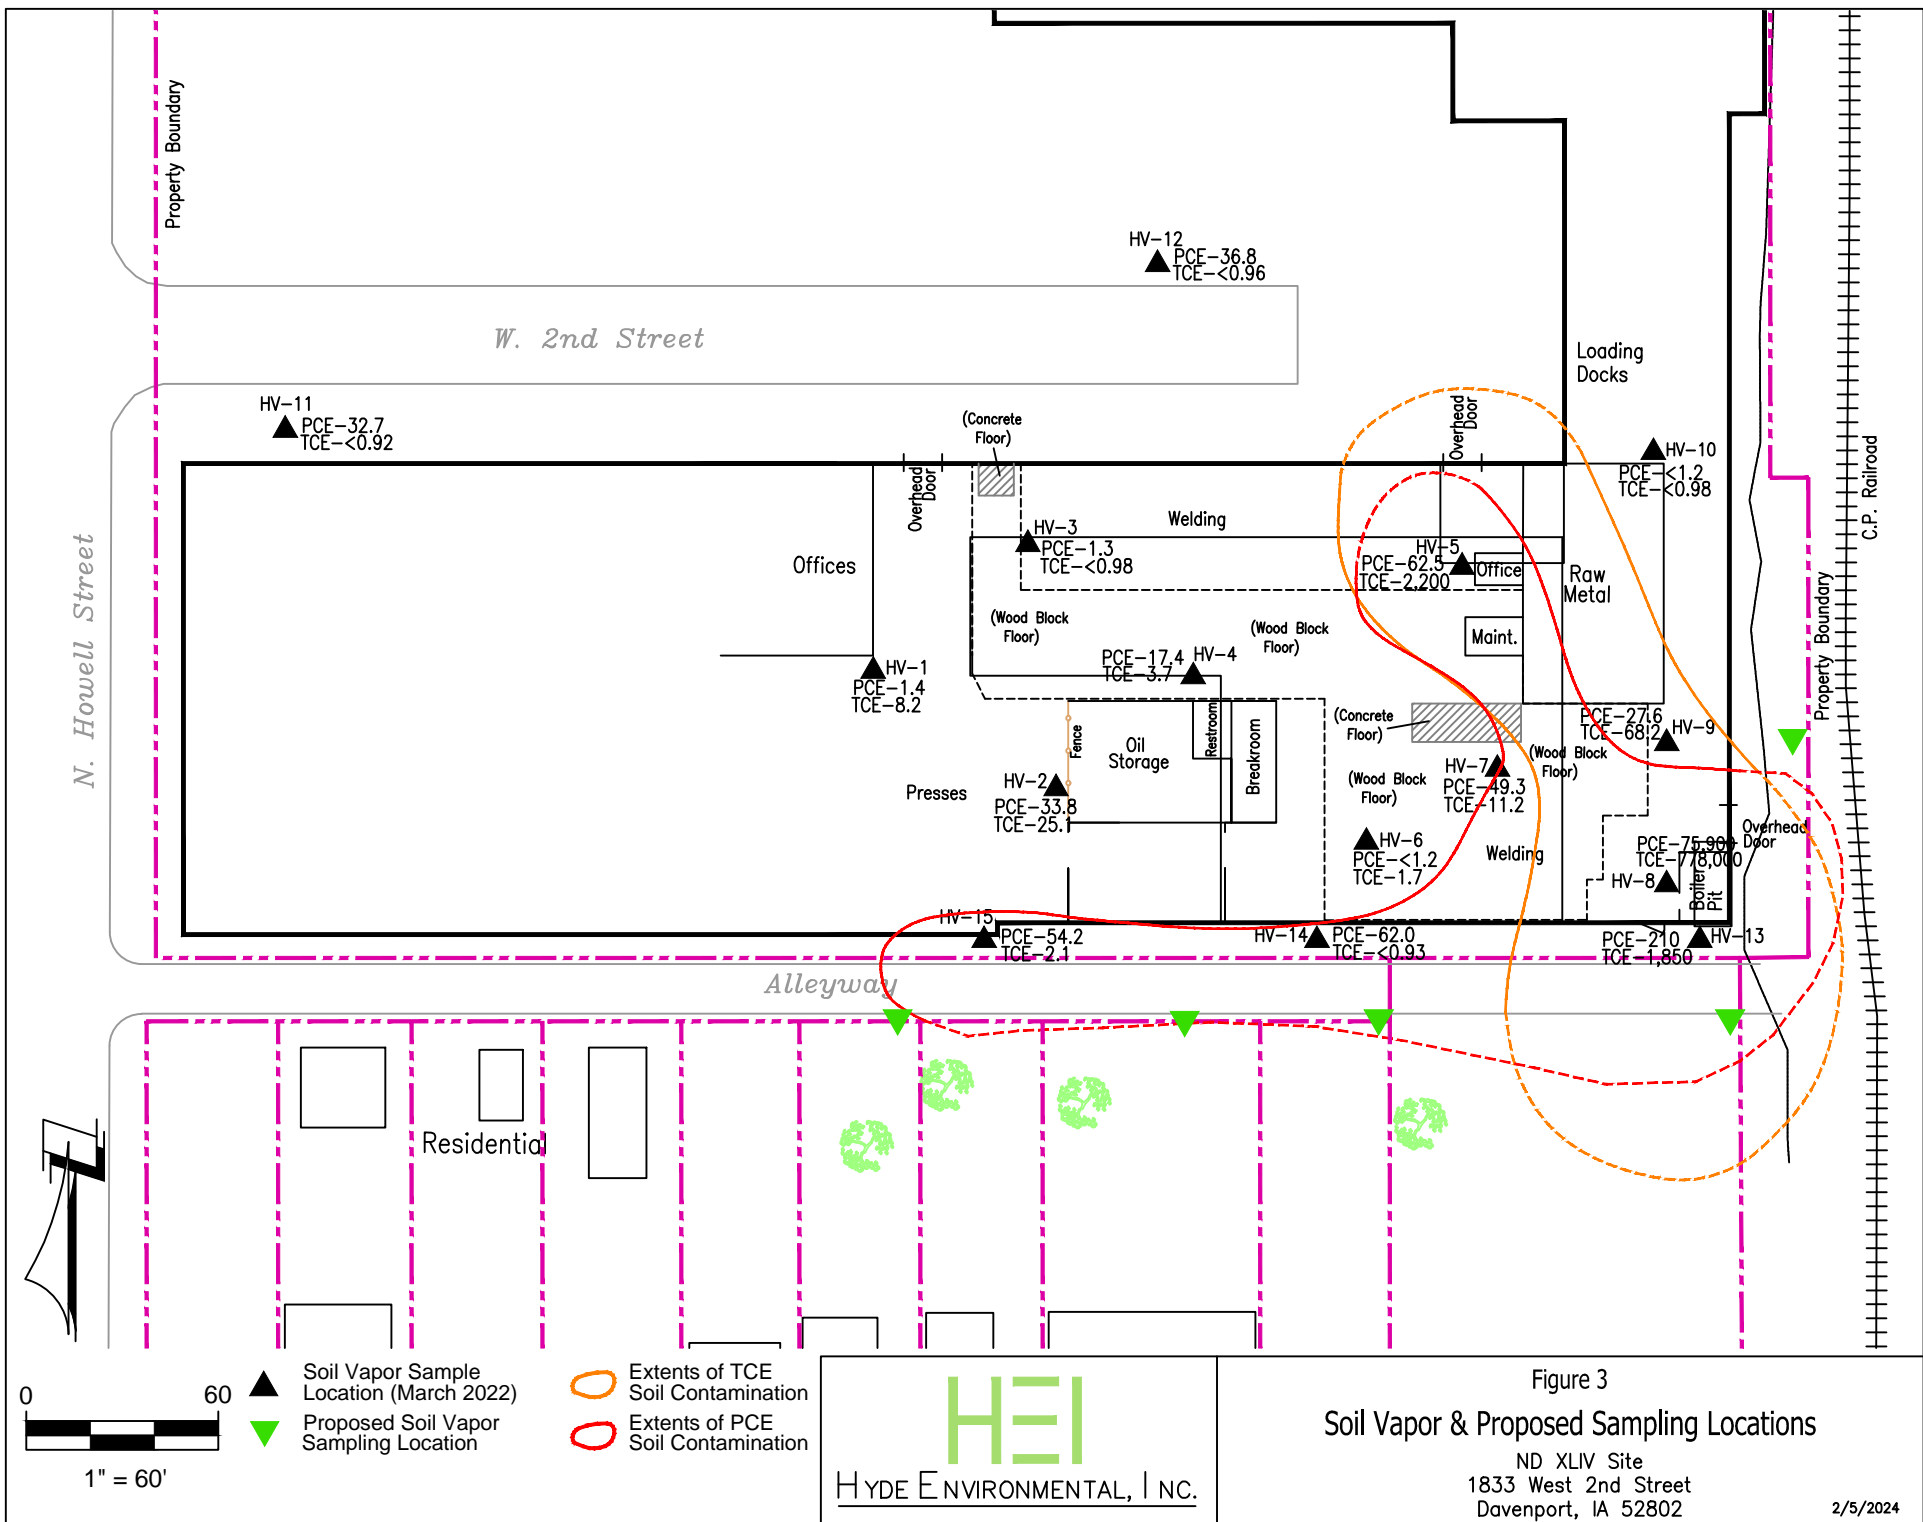 Property Boundary
HV-12
PCE-36.8
TCE-<0.96
W. 2nd Street
Loading
Docks
HV-11
PCE-32.7
TCE-<0.92
(Concrete
Floor)
Overhead
Door
HV-10
PCE-<1.2
TCE-<0.98
C.P. Railroad
Overhead
Door
Welding
HV-3
PCE-1.3
TCE-<0.98
HV-5
PCE-62.5
TCE-2,200
Office
Raw
Metal
Offices
N. Howell Street
(Wood Block
Floor)
(Wood Block
Floor)
Maint.
Property Boundary
HV-1
PCE-1.4
TCE-8.2
PCE-17.4
TCE-3.7
HV-4
(Concrete
Floor)
PCE-27.6
TCE-68.2
HV-9
Fence
Oil
Storage
Restroom
Breakroom
(Wood Block
Floor)
(Wood Block
Floor)
HV-7
PCE-49.3
TCE-11.2
Presses
HV-2
PCE-33.8
TCE-25.1
HV-6
PCE-<1.2
TCE-1.7
Welding
Overhead
Door
PCE-75,900
TCE-778,000
HV-8
Boiler
Pit
HV-15
PCE-54.2
TCE-2.1
HV-14
PCE-62.0
TCE-<0.93
PCE-210
TCE-1,850
HV-13
Alleyway
Residential
0 60
1" = 60'
Soil Vapor Sample
Location (March 2022)
Proposed Soil Vapor
Sampling Location
Extents of TCE
Soil Contamination
Extents of PCE
Soil Contamination
HEI
HYDE ENVIRONMENTAL, INC.
Figure 3
Soil Vapor & Proposed Sampling Locations
ND XLIV Site
1833 West 2nd Street
Davenport, IA 52802
2/5/2024